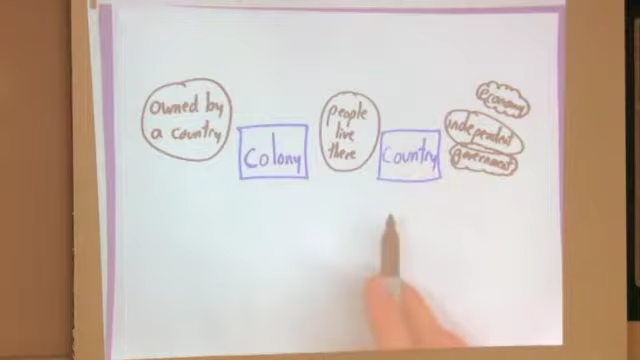 owned by
a country
Colony
people
live
there
Country
economy
independent
government